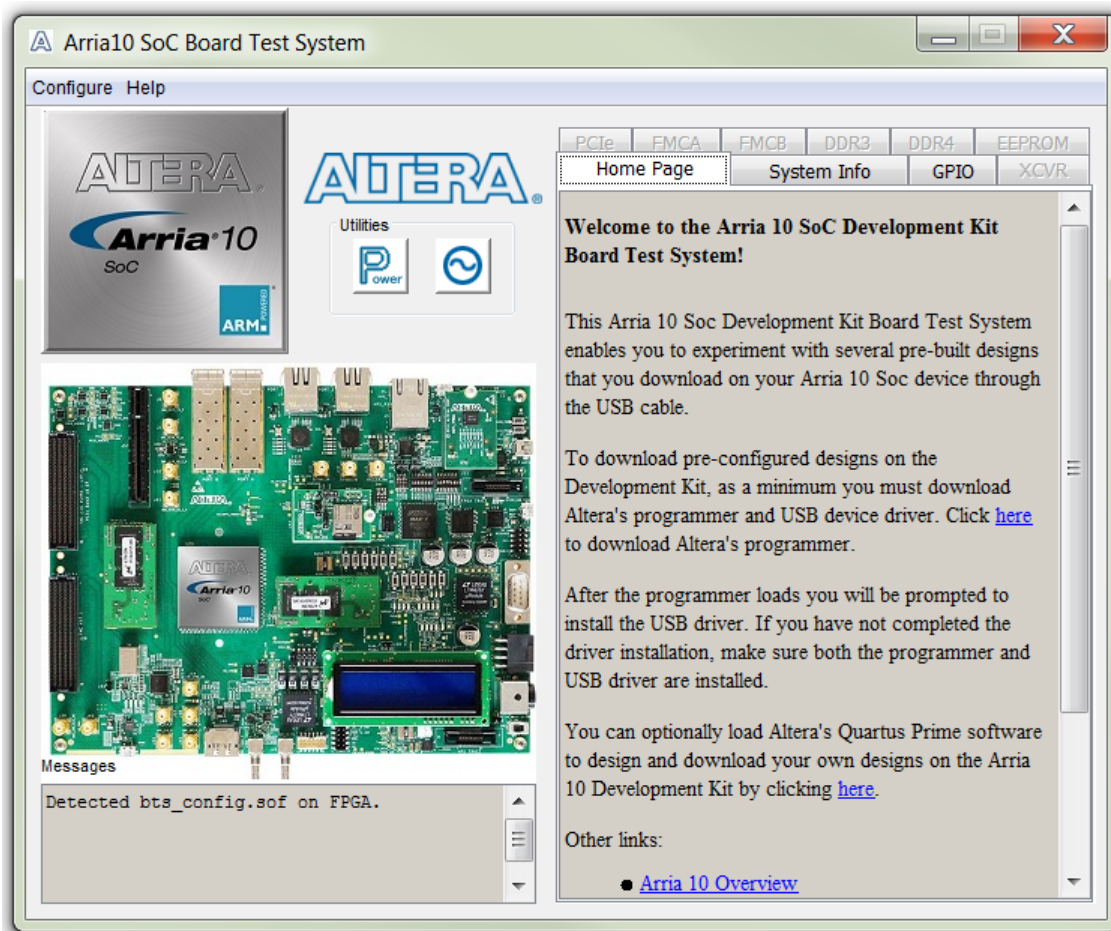 Arria10 SoC Board Test System
Configure Help
ALTERA.
Arria 10
SoC
ARM POWERED
ALTERA®
Utilities
Power
PCIe FMCA FMCB DDR3 DDR4 EEPROM
Home Page System Info GPIO XCVR
Welcome to the Arria 10 SoC Development Kit
Board Test System!
This Arria 10 Soc Development Kit Board Test System
enables you to experiment with several pre-built designs
that you download on your Arria 10 Soc device through
the USB cable.
To download pre-configured designs on the
Development Kit, as a minimum you must download
Altera's programmer and USB device driver. Click here
to download Altera's programmer.
After the programmer loads you will be prompted to
install the USB driver. If you have not completed the
driver installation, make sure both the programmer and
USB driver are installed.
You can optionally load Altera's Quartus Prime software
to design and download your own designs on the Arria
10 Development Kit by clicking here.
Other links:
Arria 10 Overview
ALTERA
ALTERA
Arria 10
SoC
ARM
Messages
Detected bts_config.sof on FPGA.